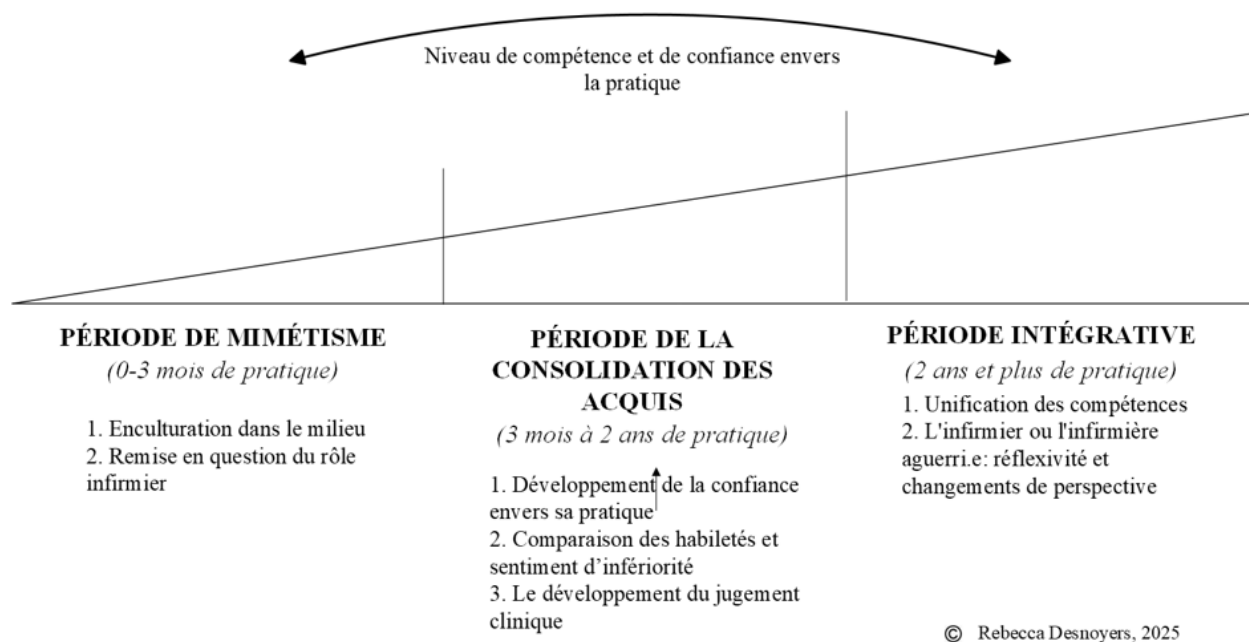 Niveau de compétence et de confiance envers
la pratique
PÉRIODE DE MIMÉTISME
(0-3 mois de pratique)
1. Enculturation dans le milieu
2. Remise en question du rôle
infirmier
PÉRIODE DE LA
CONSOLIDATION DES
ACQUIS
(3 mois à 2 ans de pratique)
1. Développement de la confiance
envers sa pratique
2. Comparaison des habiletés et
sentiment d’infériorité
3. Le développement du jugement
clinique
PÉRIODE INTÉGRATIVE
(2 ans et plus de pratique)
1. Unification des compétences
2. L'infirmier ou l'infirmière
aguerri.e: réflexivité et
changements de perspective
© Rebecca Desnoyers, 2025